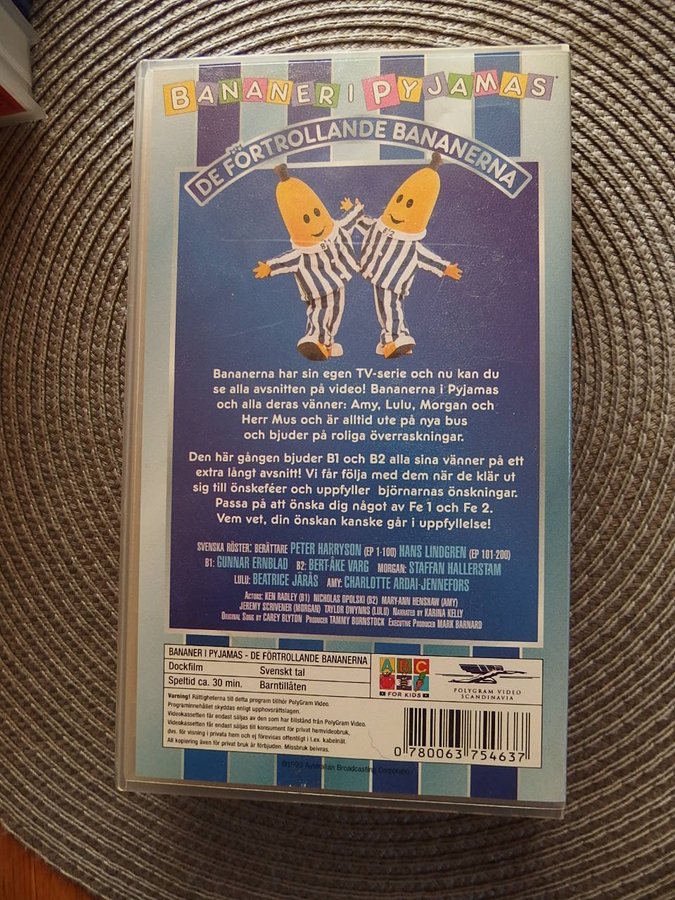 BANANER I PYJAMAS
DE FÖRTROLLANDE BANANERNA
Bananerna har sin egen TV-serie och nu kan du
se alla avsnitten på video! Bananerna i Pyjamas
och alla deras vänner: Amy, Lulu, Morgan och
Herr Mus och är alltid ute på nya bus
och bjuder på roliga överraskningar.
Den här gången bjuder B1 och B2 alla sina vänner på ett
extra långt avsnitt! Vi får följa med dem när de klär ut
sig till önskeféer och uppfyller björnarnas önskningar.
Passa på att önska dig något av Fe 1 och Fe 2.
Vem vet, din önskan kanske går i uppfyllelse!
SVENSKA RÖSTER: BERÄTTARE PETER HARRYSON (EP 1-100) HANS LINDGREN (EP 101-200)
B1: GUNNAR ERNBLAD B2: BERT-ÅKE VARG MORGAN: STAFFAN HALLERSTAM
LULU: BEATRICE JÄRÅS AMY: CHARLOTTE ARDAI-JENNEFORS
ACTORS: KEN RADLEY (B1) NICHOLAS OPOLSKI (B2) MARY-ANN HENSHAW (AMY)
JEREMY SCRIVENER (MORGAN) TAYLOR OWYNNS (LULU) NARRATED BY KARINA KELLY
ORIGINAL SONG BY CAREY BLYTON PRODUCER TAMMY BURNSTOCK EXECUTIVE PRODUCER MARK BARNARD
BANANER I PYJAMAS - DE FÖRTROLLANDE BANANERNA
Dockfilm Svenskt tal
Speltid ca. 30 min. Barntillåten
Varning! Rättigheterna till detta program tillhör PolyGram Video.
Programinnehållet skyddas enligt upphovsrättslagen.
Videokassetten får endast säljas av den som har tillstånd från PolyGram Video.
Videokassetten får endast säljas till konsument för privat hemvideobruk,
dvs. för visning i privata hem och ej förevisas offentligt i t.ex. kabelnät.
All kopiering även för privat bruk är förbjuden. Missbruk beivras.
ABC
FOR KIDS
POLYGRAM VIDEO
SCANDINAVIA
0 780063 754637
Australian Broadcasting Corporation